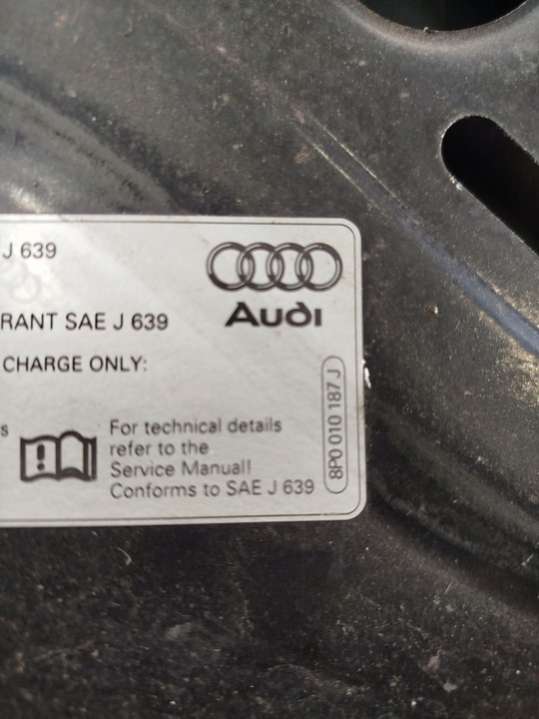 J 639
Audi
RANT SAE J 639
CHARGE ONLY:
s
For technical details
refer to the
Service Manual!
Conforms to SAE J 639
8P0 010 187 J